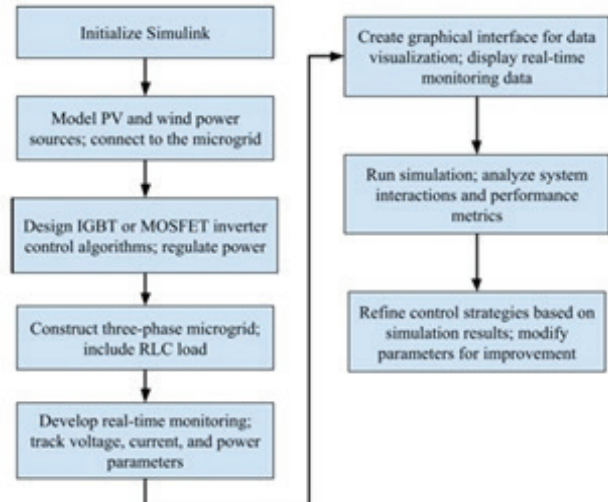 Initialize Simulink
Model PV and wind power
sources; connect to the microgrid
Design IGBT or MOSFET inverter
control algorithms; regulate power
Construct three-phase microgrid;
include RLC load
Develop real-time monitoring;
track voltage, current, and power
parameters
Create graphical interface for data
visualization; display real-time
monitoring data
Run simulation; analyze system
interactions and performance
metrics
Refine control strategies based on
simulation results; modify
parameters for improvement